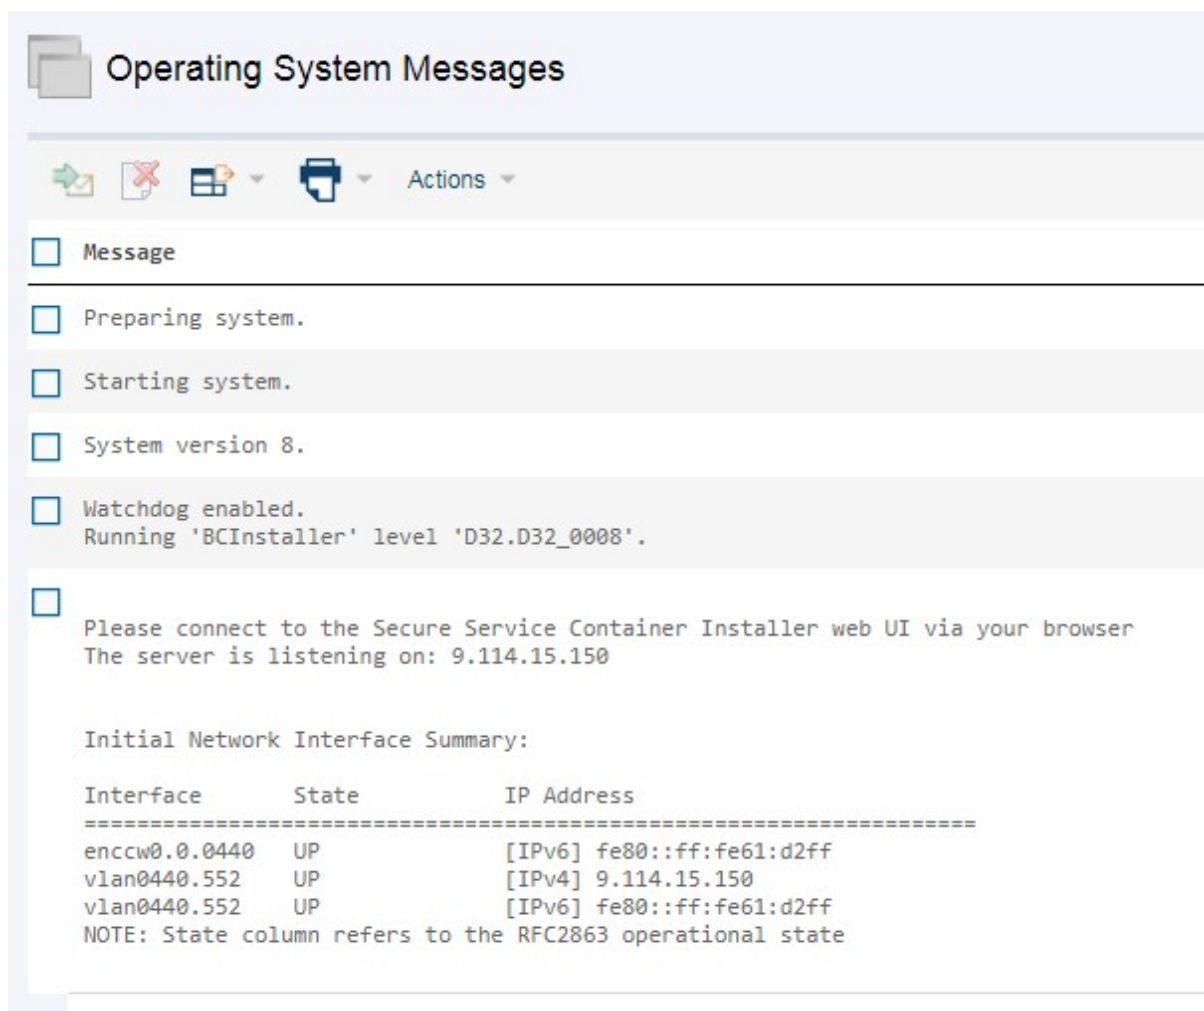 Operating System Messages
Actions
Message
Preparing system.
Starting system.
System version 8.
Watchdog enabled.
Running 'BCInstaller' level 'D32.D32_0008'.
Please connect to the Secure Service Container Installer web UI via your browser
The server is listening on: 9.114.15.150
Initial Network Interface Summary:
Interface State IP Address
====================================================================
enccw0.0.0440 UP [IPv6] fe80::ff:fe61:d2ff
vlan0440.552 UP [IPv4] 9.114.15.150
vlan0440.552 UP [IPv6] fe80::ff:fe61:d2ff
NOTE: State column refers to the RFC2863 operational state